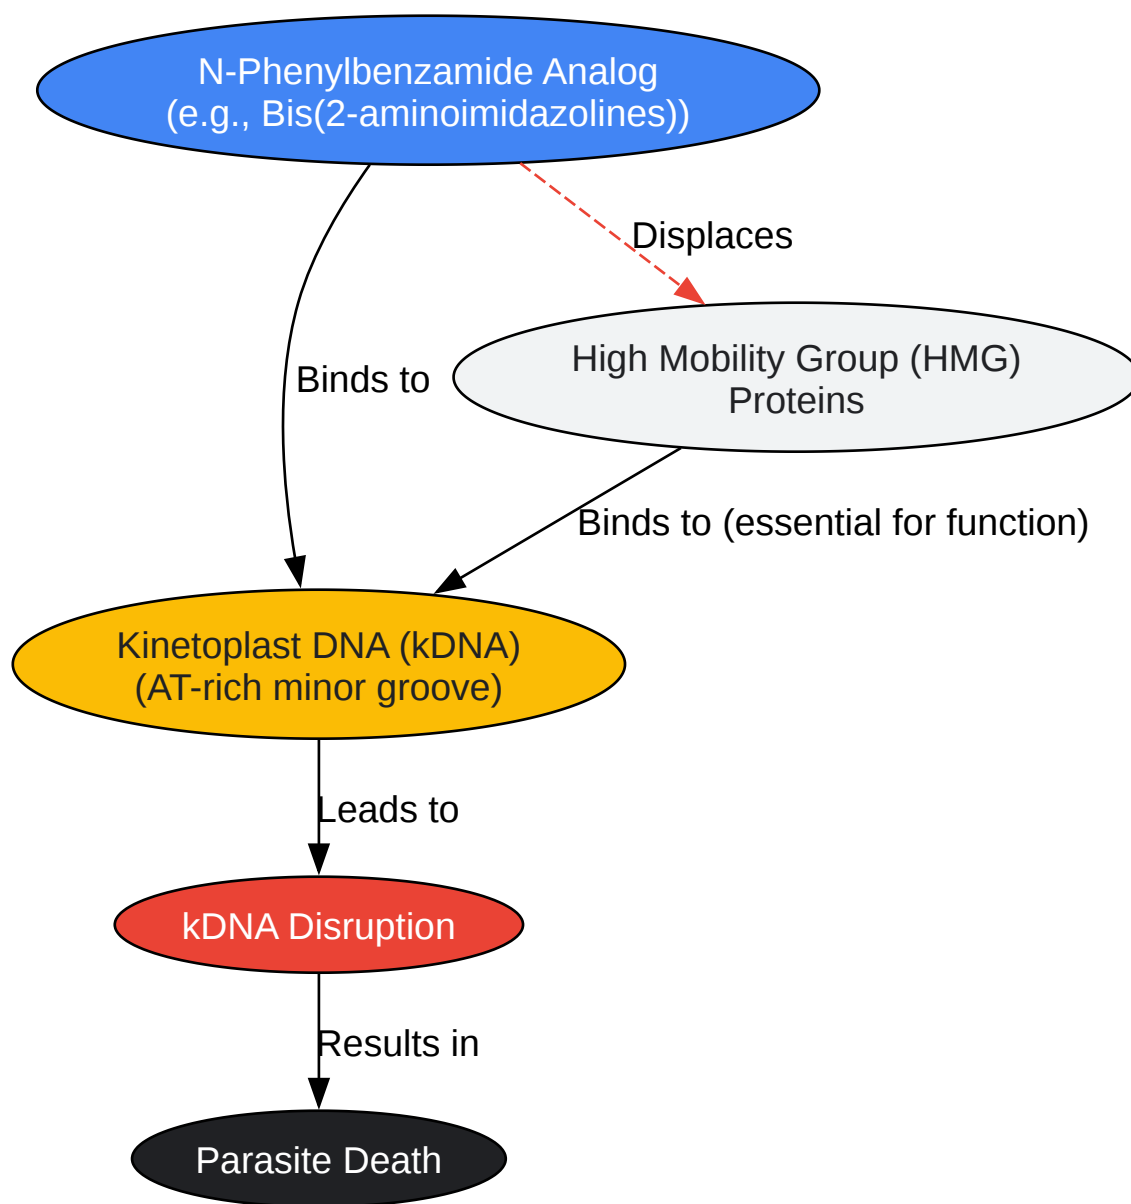 N-Phenylbenzamide Analog
(e.g., Bis(2-aminoimidazolines))
Displaces
High Mobility Group (HMG)
Proteins
Binds to
Binds to (essential for function)
Kinetoplast DNA (kDNA)
(AT-rich minor groove)
Leads to
kDNA Disruption
Results in
Parasite Death